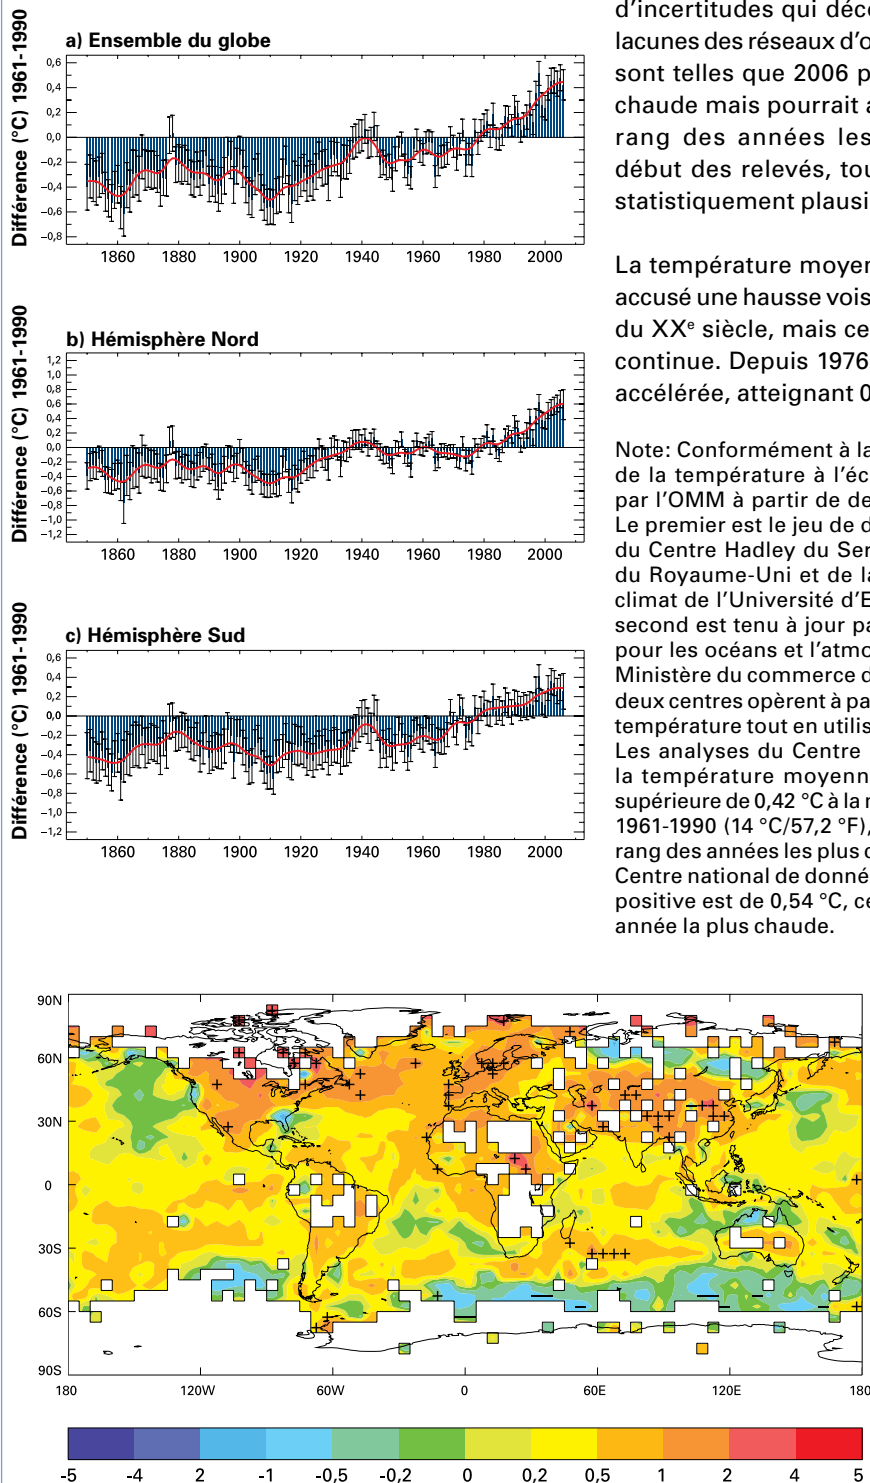 a) Ensemble du globe
Différence (°C) 1961-1990
0,6
0,4
0,2
0,0
−0,2
−0,4
−0,6
−0,8
1860 1880 1900 1920 1940 1960 1980 2000
b) Hémisphère Nord
Différence (°C) 1961-1990
1,2
1,0
0,8
0,6
0,4
0,2
0,0
−0,2
−0,4
−0,6
−0,8
−1,0
−1,2
1860 1880 1900 1920 1940 1960 1980 2000
c) Hémisphère Sud
Différence (°C) 1961-1990
0,6
0,4
0,2
0,0
−0,2
−0,4
−0,6
−0,8
−1,0
−1,2
1860 1880 1900 1920 1940 1960 1980 2000
d'incertitudes qui déc
lacunes des réseaux d'o
sont telles que 2006 p
chaude mais pourrait a
rang des années les
début des relevés, tou
statistiquement plausi
La température moyen
accusé une hausse vois
du XXe siècle, mais ce
continue. Depuis 1976
accélérée, atteignant 0
Note: Conformément à la
de la température à l'éc
par l'OMM à partir de de
Le premier est le jeu de d
du Centre Hadley du Ser
du Royaume-Uni et de la
climat de l'Université d'E
second est tenu à jour pa
pour les océans et l'atmo
Ministère du commerce d
deux centres opèrent à pa
température tout en utilis
Les analyses du Centre
la température moyenn
supérieure de 0,42 °C à la r
1961-1990 (14 °C/57,2 °F),
rang des années les plus c
Centre national de donné
positive est de 0,54 °C, ce
année la plus chaude.
90N
60N
30N
0
30S
60S
90S
180 120W 60W 0 60E 120E 180
-5 -4 2 -1 -0,5 -0,2 0 0,2 0,5 1 2 4 5